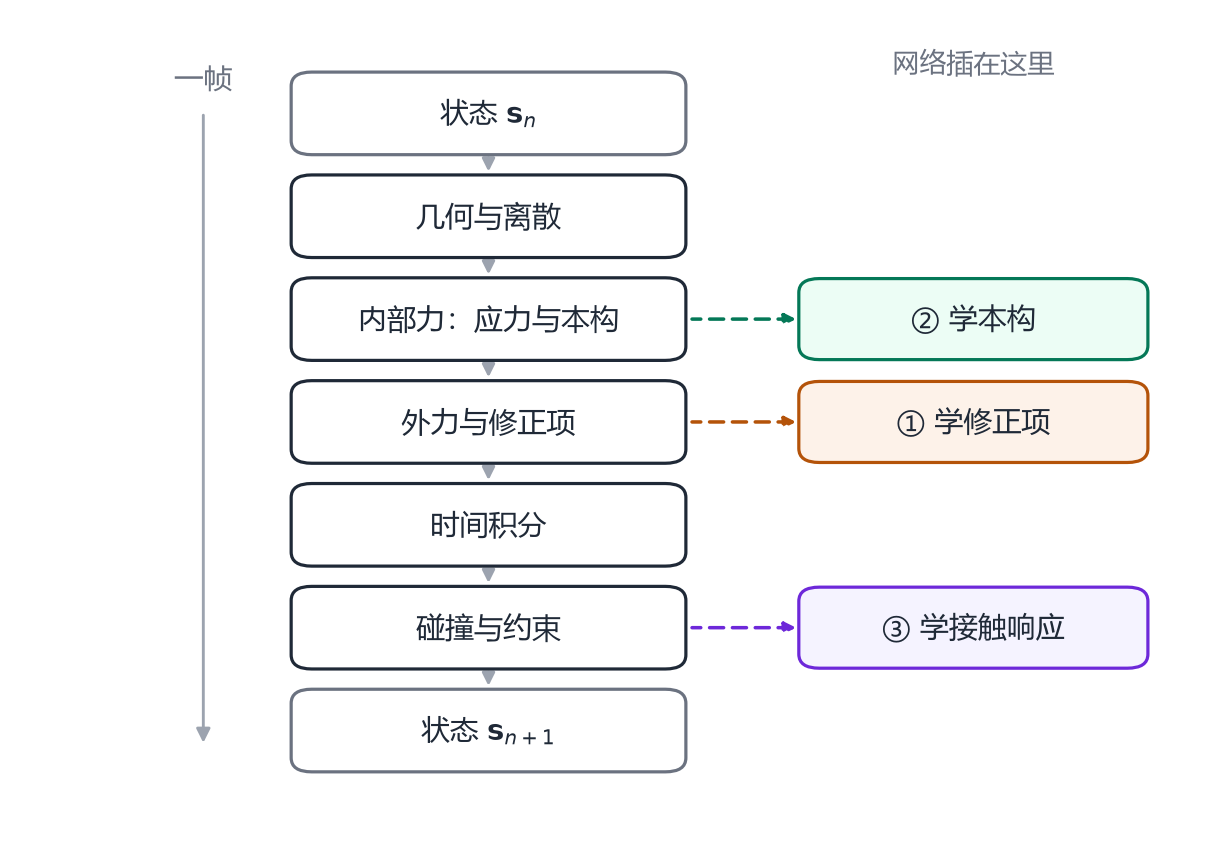 一帧
网络插在这里
状态 sₙ
几何与离散
内部力：应力与本构
② 学本构
外力与修正项
① 学修正项
时间积分
碰撞与约束
③ 学接触响应
状态 sₙ₊₁